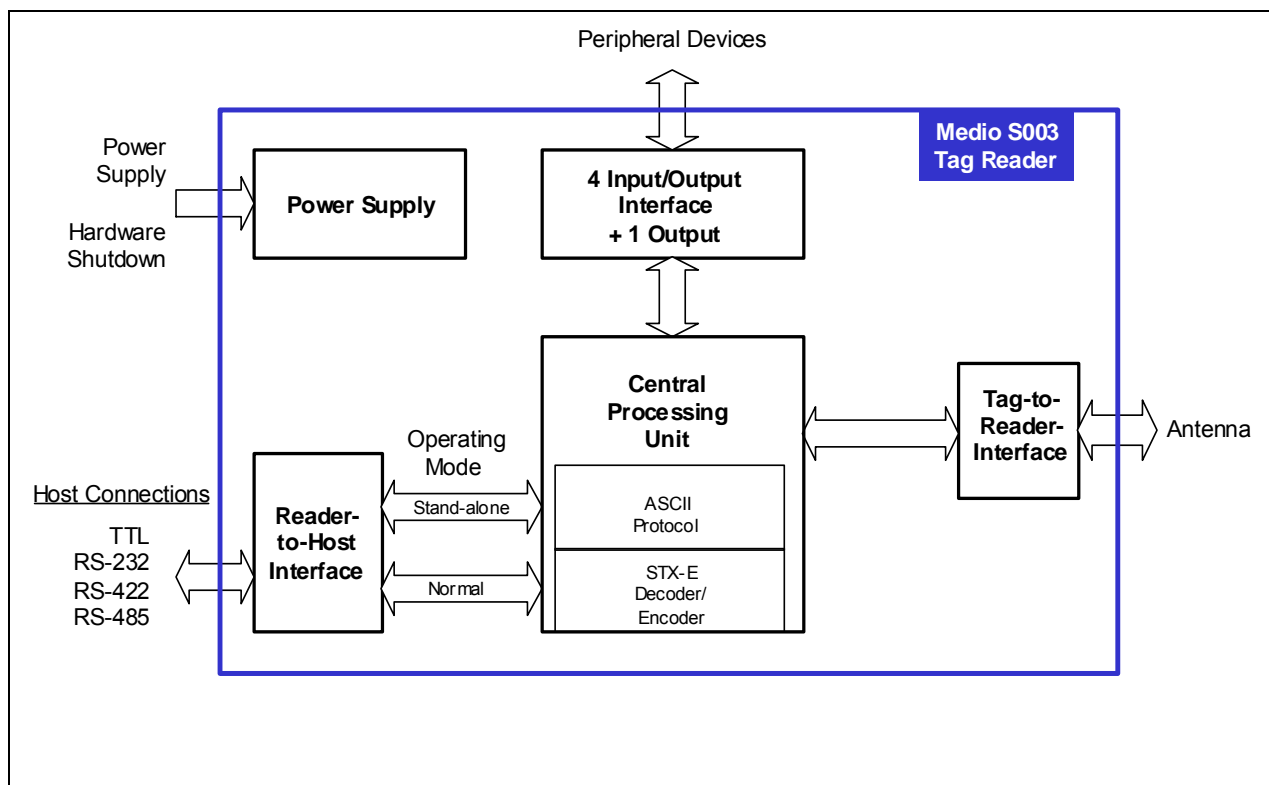 Peripheral Devices
Medio S003
Tag Reader
Power
Supply
Hardware
Shutdown
Power Supply
4 Input/Output
Interface
+ 1 Output
Central
Processing
Unit
Tag-to-
Reader-
Interface
Antenna
Operating
Mode
Stand-alone
Normal
ASCII
Protocol
STX-E
Decoder/
Encoder
Reader-
to-Host
Interface
Host Connections
TTL
RS-232
RS-422
RS-485